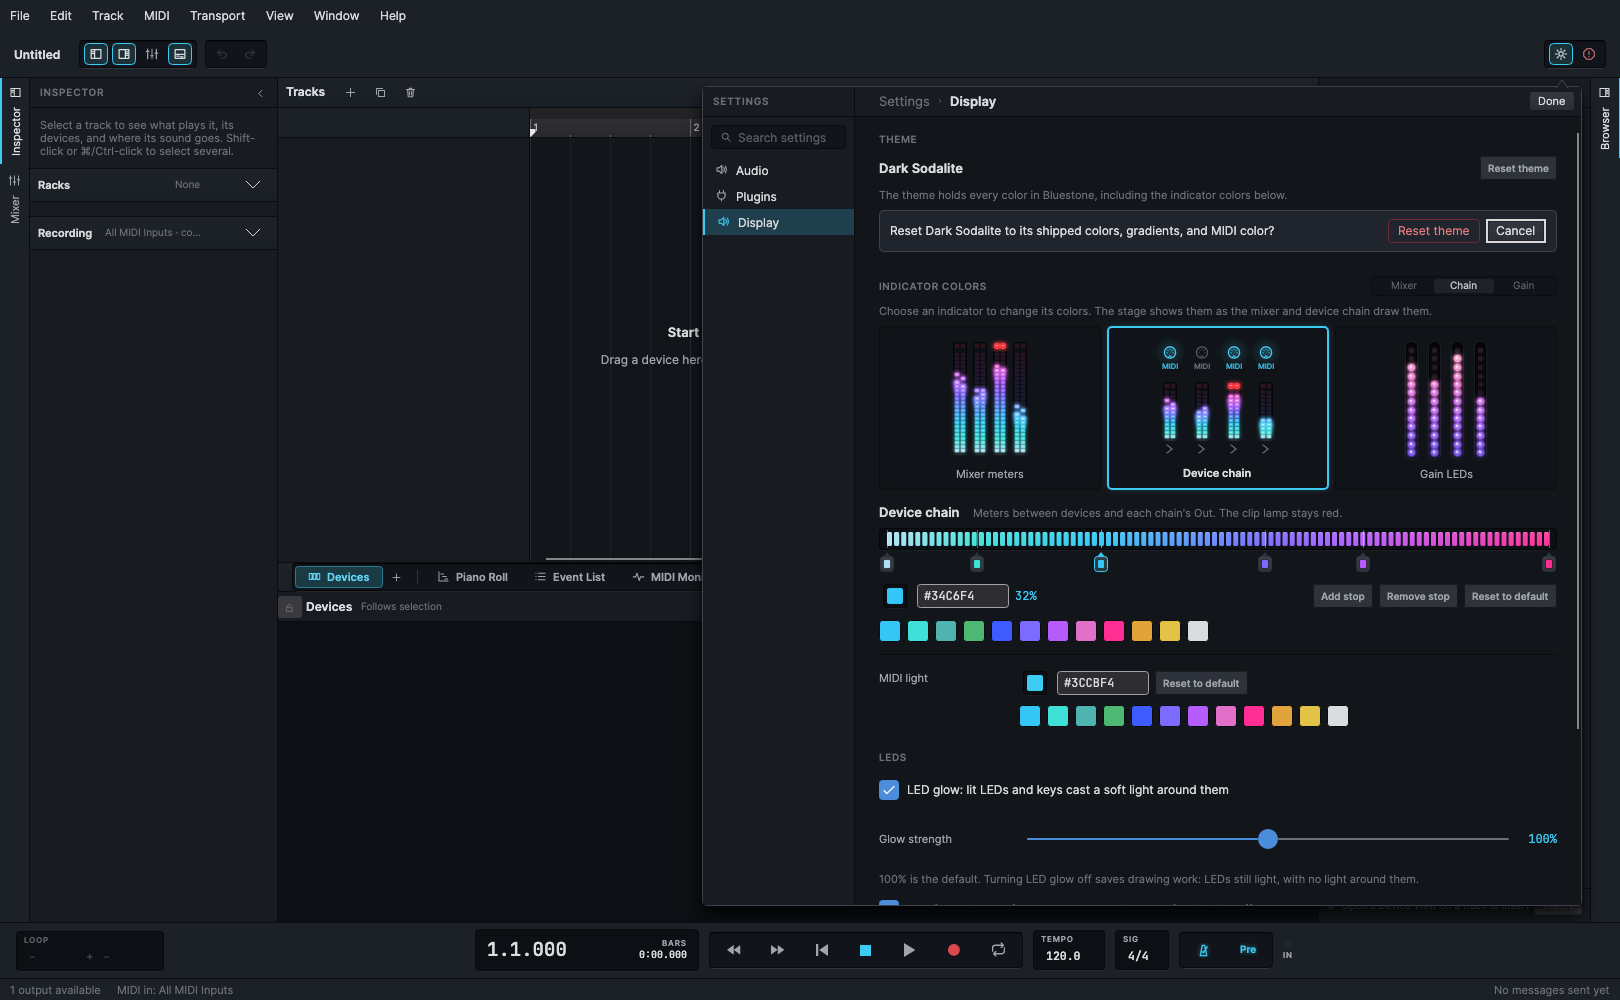 File Edit Track MIDI Transport View Window Help
Untitled
Inspector
Mixer
INSPECTOR
Select a track to see what plays it, its
devices, and where its sound goes. Shift-
click or ⌘/Ctrl-click to select several.
Racks None
Recording All MIDI Inputs · co...
Tracks
1
2
Start
Drag a device here
Devices
Piano Roll
Event List
MIDI Moni
Devices Follows selection
SETTINGS
Search settings
Audio
Plugins
Display
Settings › Display
Done
THEME
Dark Sodalite
Reset theme
The theme holds every color in Bluestone, including the indicator colors below.
Reset Dark Sodalite to its shipped colors, gradients, and MIDI color?
Reset theme
Cancel
INDICATOR COLORS
Mixer Chain Gain
Choose an indicator to change its colors. The stage shows them as the mixer and device chain draw them.
MIDI MIDI MIDI MIDI
Mixer meters
Device chain
Gain LEDs
Device chain Meters between devices and each chain's Out. The clip lamp stays red.
#34C6F4 32%
Add stop
Remove stop
Reset to default
MIDI light
#3CCBF4
Reset to default
LEDS
LED glow: lit LEDs and keys cast a soft light around them
Glow strength
100%
100% is the default. Turning LED glow off saves drawing work: LEDs still light, with no light around them.
Browser
LOOP
– + –
1.1.000
BARS
0:00.000
TEMPO
120.0
SIG
4/4
Pre
IN
1 output available MIDI in: All MIDI Inputs
No messages sent yet